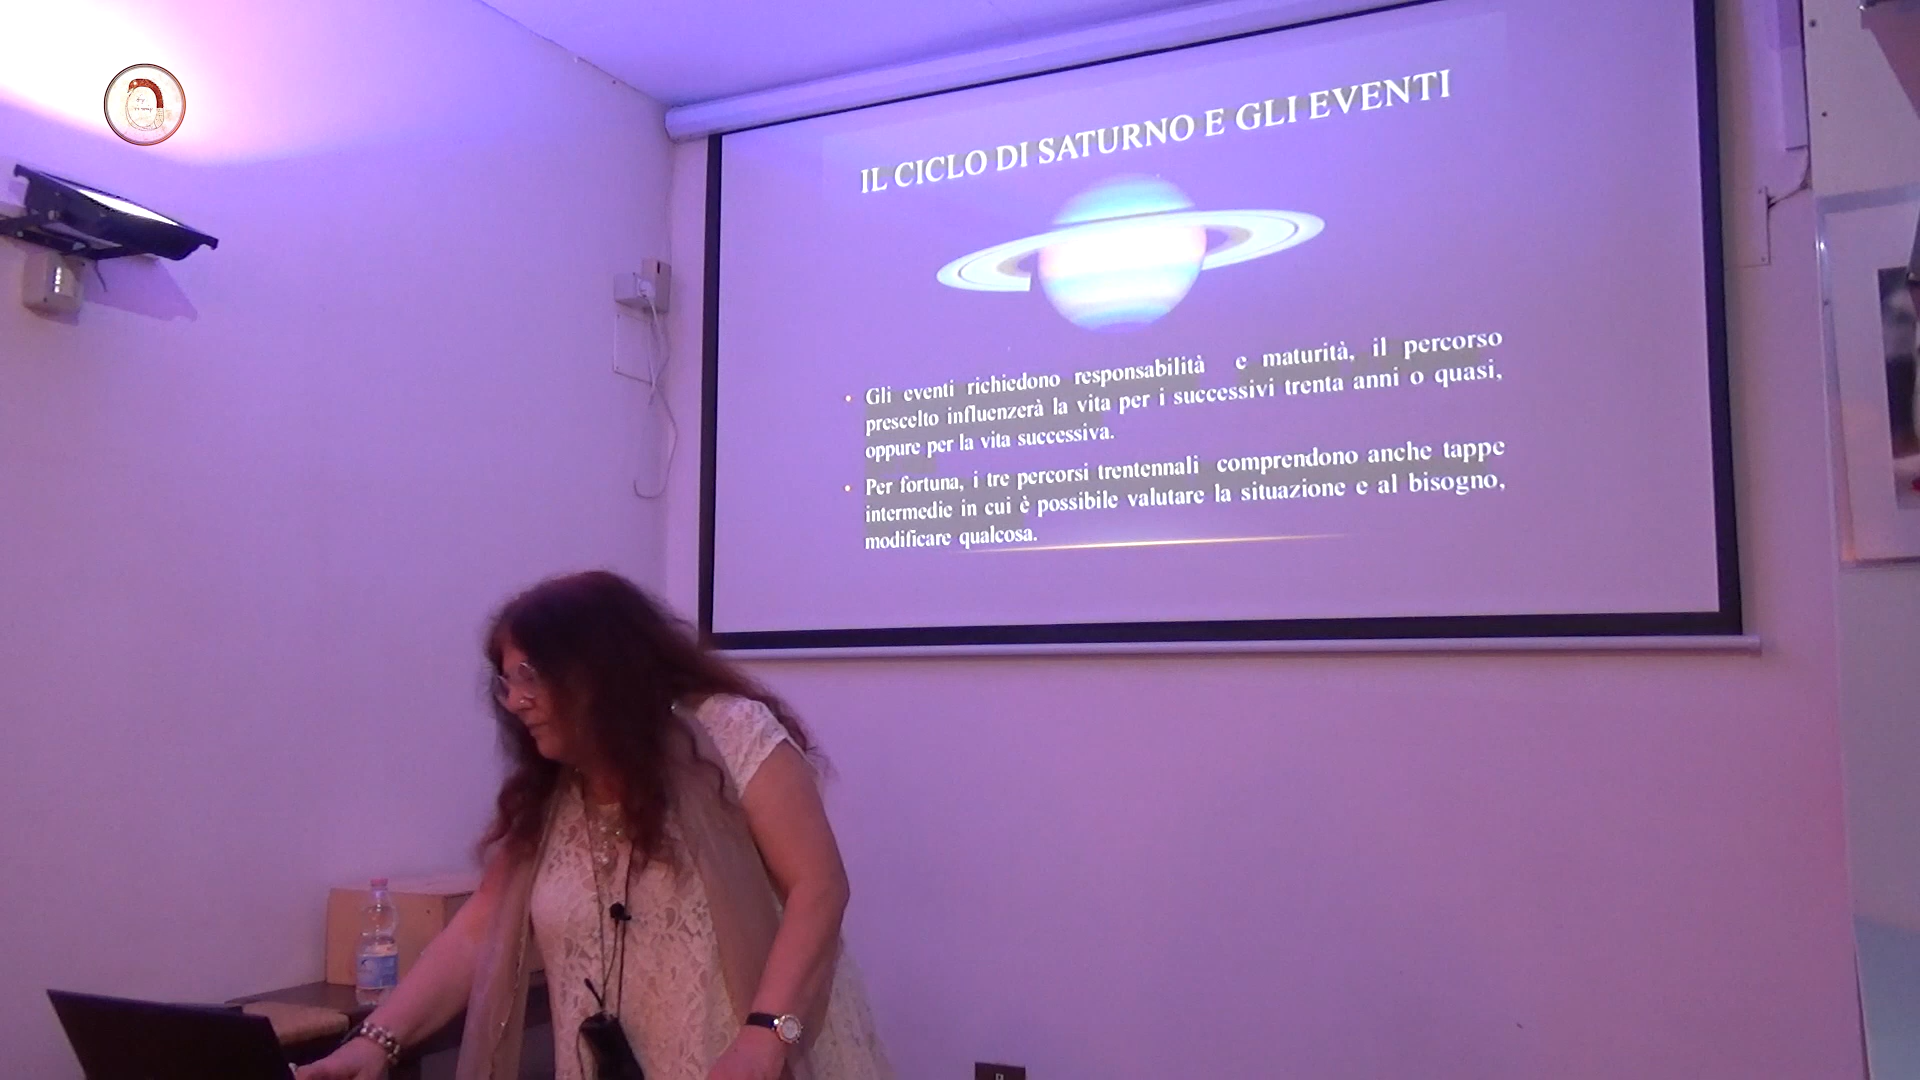 IL CICLO DI SATURNO E GLI EVENTI
• Gli eventi richiedono responsabilità e maturità, il percorso
prescelto influenzerà la vita per i successivi trenta anni o quasi,
oppure per la vita successiva.
• Per fortuna, i tre percorsi trentennali comprendono anche tappe
intermedie in cui è possibile valutare la situazione e al bisogno,
modificare qualcosa.